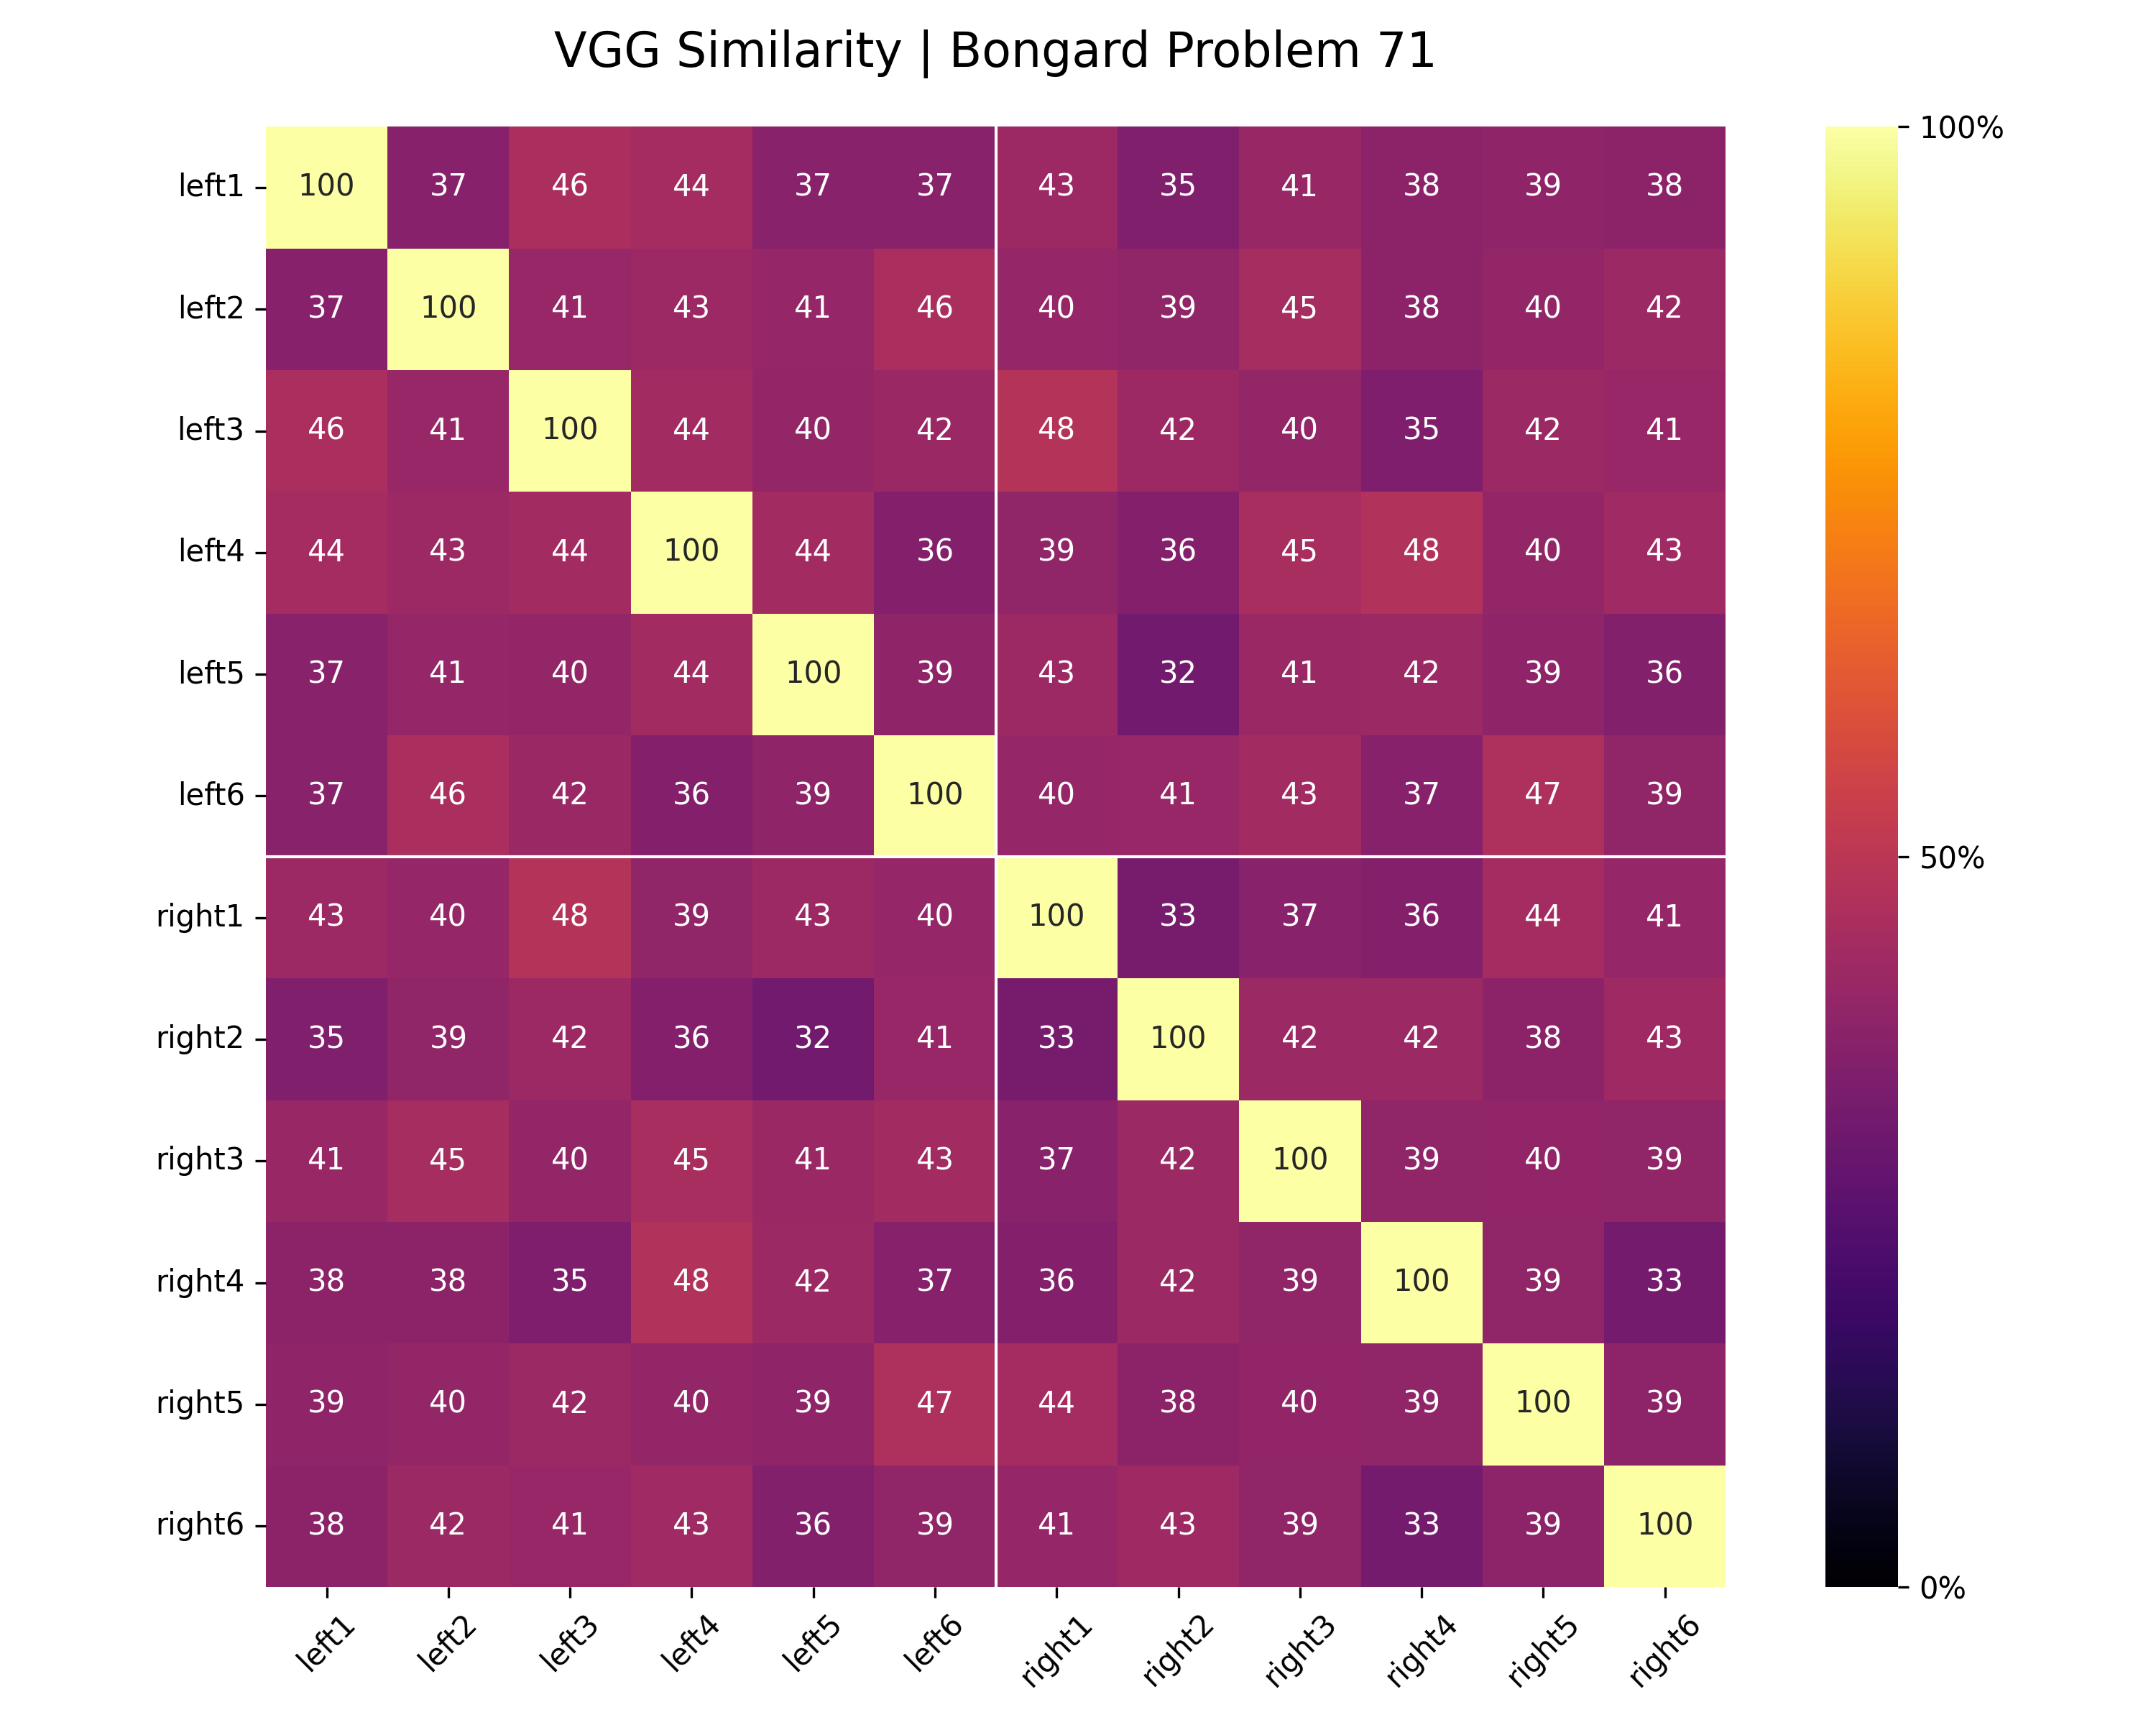 VGG Similarity | Bongard Problem 71
left1 100 37 46 44 37 37 43 35 41 38 39 38
left2 37 100 41 43 41 46 40 39 45 38 40 42
left3 46 41 100 44 40 42 48 42 40 35 42 41
left4 44 43 44 100 44 36 39 36 45 48 40 43
left5 37 41 40 44 100 39 43 32 41 42 39 36
left6 37 46 42 36 39 100 40 41 43 37 47 39
right1 43 40 48 39 43 40 100 33 37 36 44 41
right2 35 39 42 36 32 41 33 100 42 42 38 43
right3 41 45 40 45 41 43 37 42 100 39 40 39
right4 38 38 35 48 42 37 36 42 39 100 39 33
right5 39 40 42 40 39 47 44 38 40 39 100 39
right6 38 42 41 43 36 39 41 43 39 33 39 100
left1 left2 left3 left4 left5 left6 right1 right2 right3 right4 right5 right6
100%
50%
0%